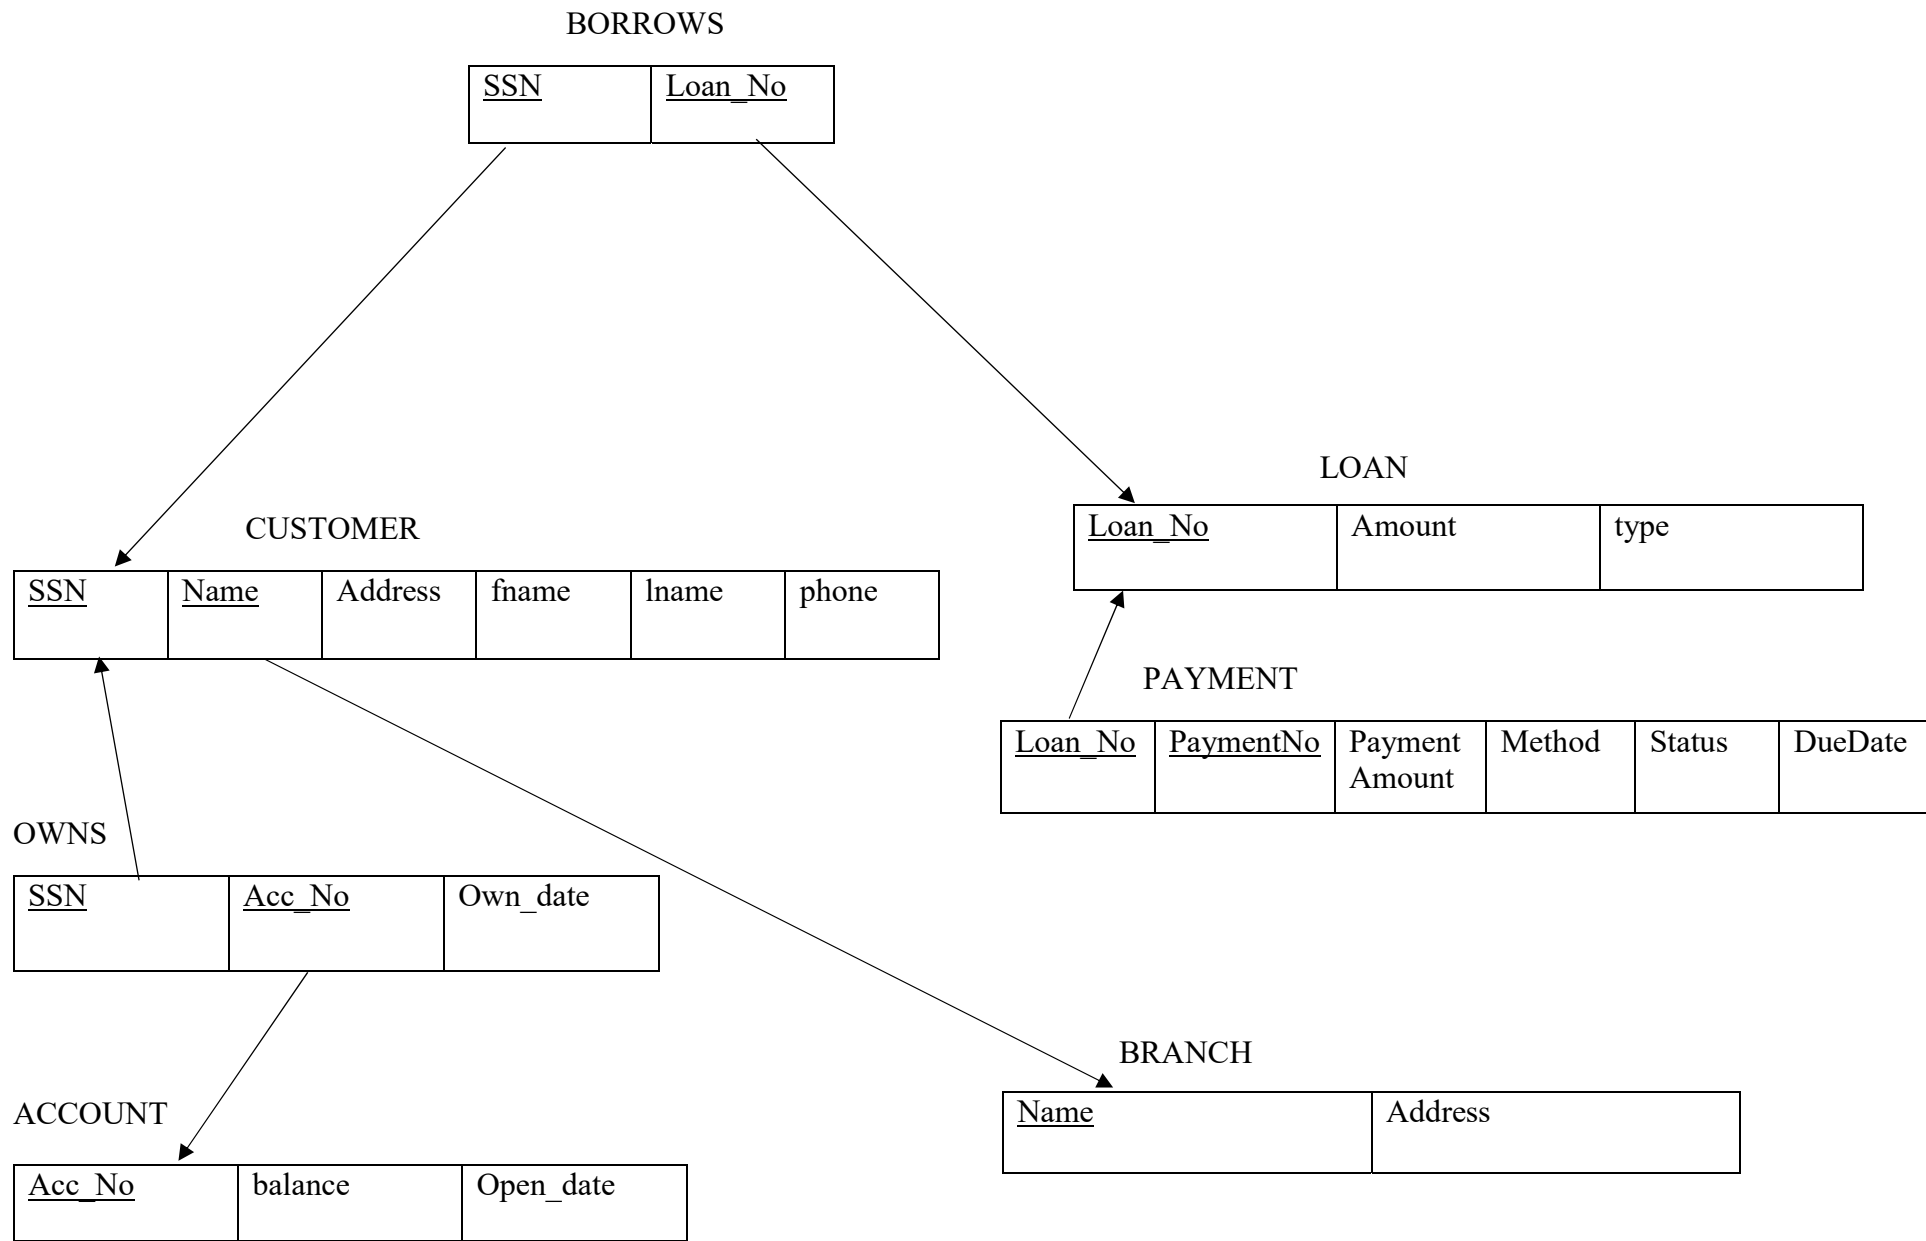 BORROWS
SSN Loan_No
LOAN
Loan_No Amount type
CUSTOMER
SSN Name Address fname lname phone
PAYMENT
Loan_No PaymentNo Payment Method Status DueDate
Amount
OWNS
SSN Acc_No Own_date
BRANCH
Name Address
ACCOUNT
Acc_No balance Open_date